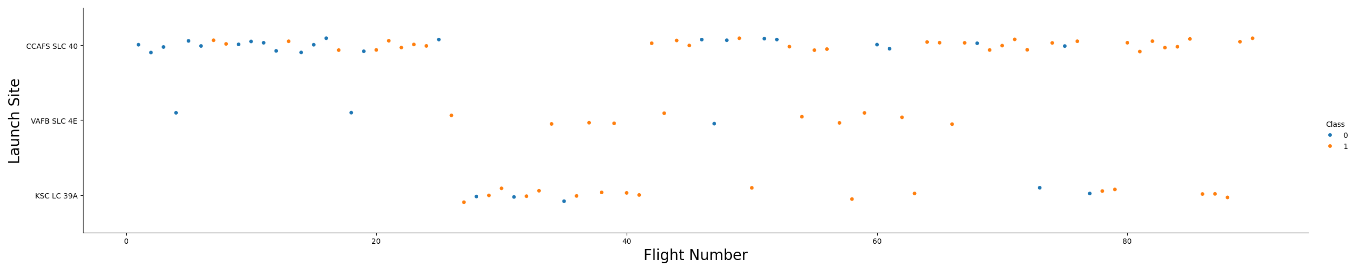 Launch Site
CCAFS SLC 40
VAFB SLC 4E
KSC LC 39A
0 20 40 60 80
Flight Number
Class
0
1